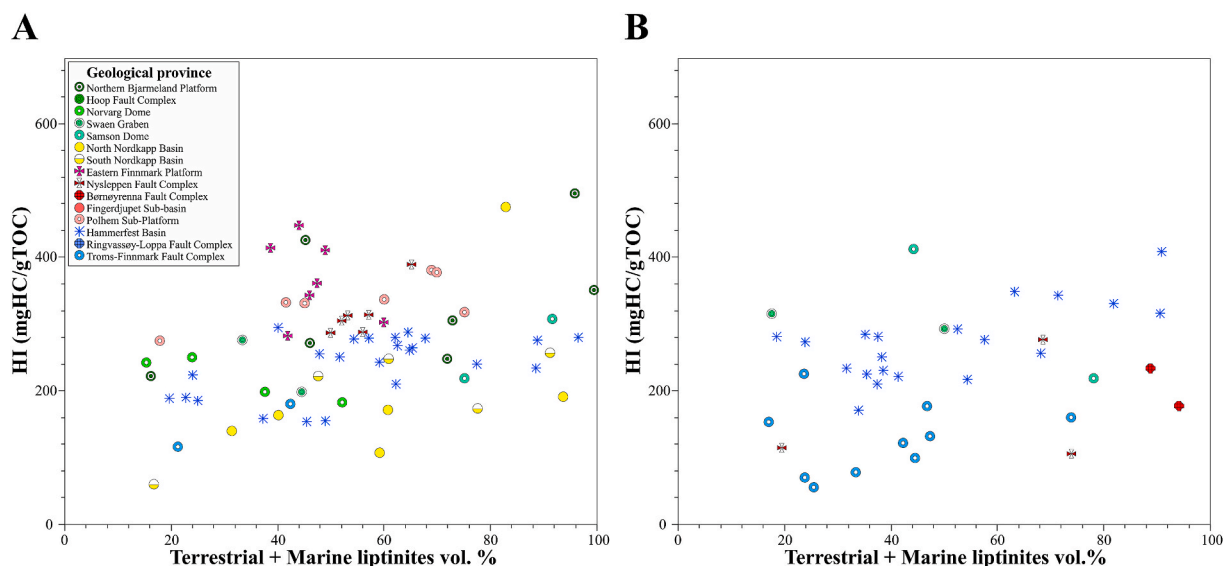 A
B
Geological province
Northern Bjarmeland Platform
Hoop Fault Complex
Norvarg Dome
Swaen Graben
Samson Dome
North Nordkapp Basin
South Nordkapp Basin
Eastern Finnmark Platform
Nysleppen Fault Complex
Børnøyrenna Fault Complex
Fingerdjupet Sub-basin
Polhem Sub-Platform
Hammerfest Basin
Ringvassøy-Loppa Fault Complex
Troms-Finnmark Fault Complex
HI (mgHC/gTOC)
600
400
200
0
0 20 40 60 80 100
Terrestrial + Marine liptinites vol. %
HI (mgHC/gTOC)
600
400
200
0
0 20 40 60 80 100
Terrestrial + Marine liptinites vol. %